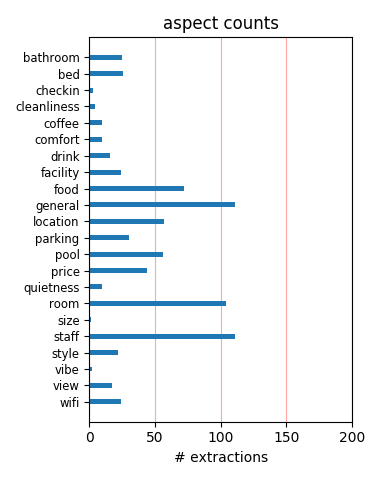 aspect counts
bathroom
bed
checkin
cleanliness
coffee
comfort
drink
facility
food
general
location
parking
pool
price
quietness
room
size
staff
style
vibe
view
wifi
0 50 100 150 200
# extractions